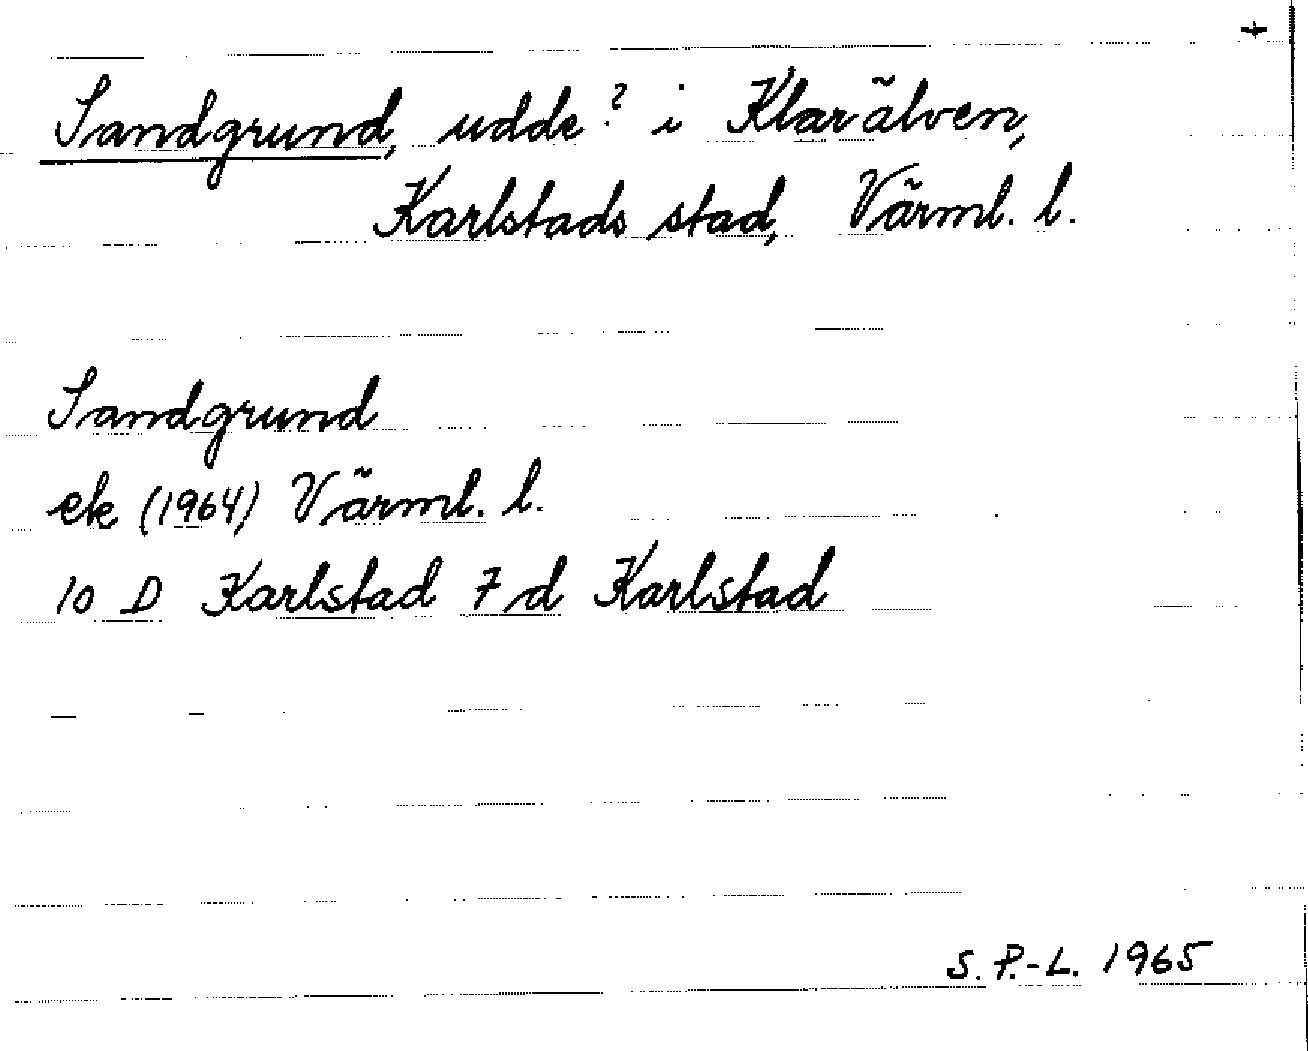 +
Sandgrund, udde? i Klarälven,
Karlstads stad, Värml. l.
Sandgrund
ek (1964) Värml. l.
10 D Karlstad 7 d Karlstad
S. P.-L. 1965